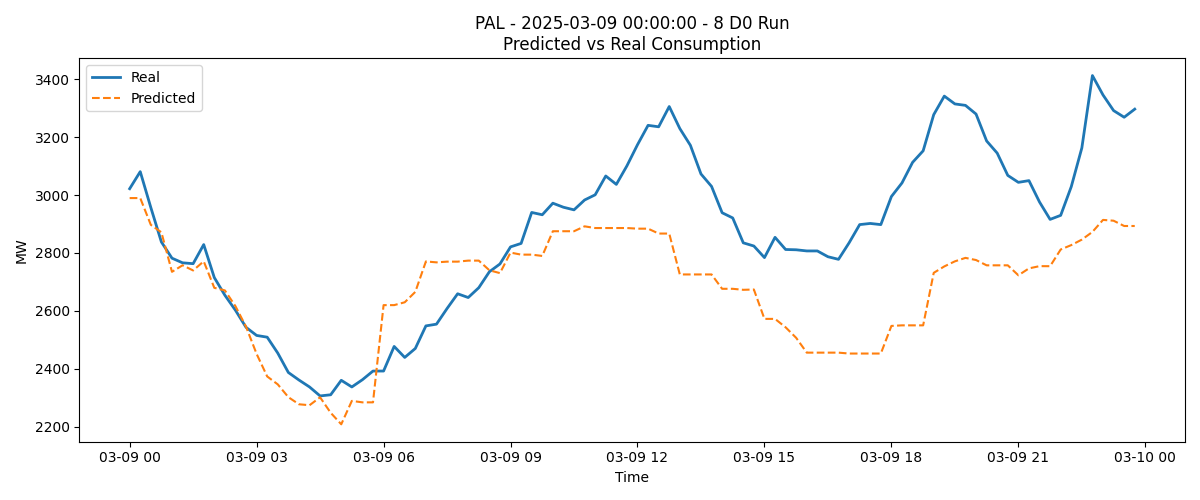 PAL - 2025-03-09 00:00:00 - 8 D0 Run
Predicted vs Real Consumption
Real
Predicted
3400
3200
3000
2800
2600
2400
2200
MW
03-09 00
03-09 03
03-09 06
03-09 09
03-09 12
03-09 15
03-09 18
03-09 21
03-10 00
Time